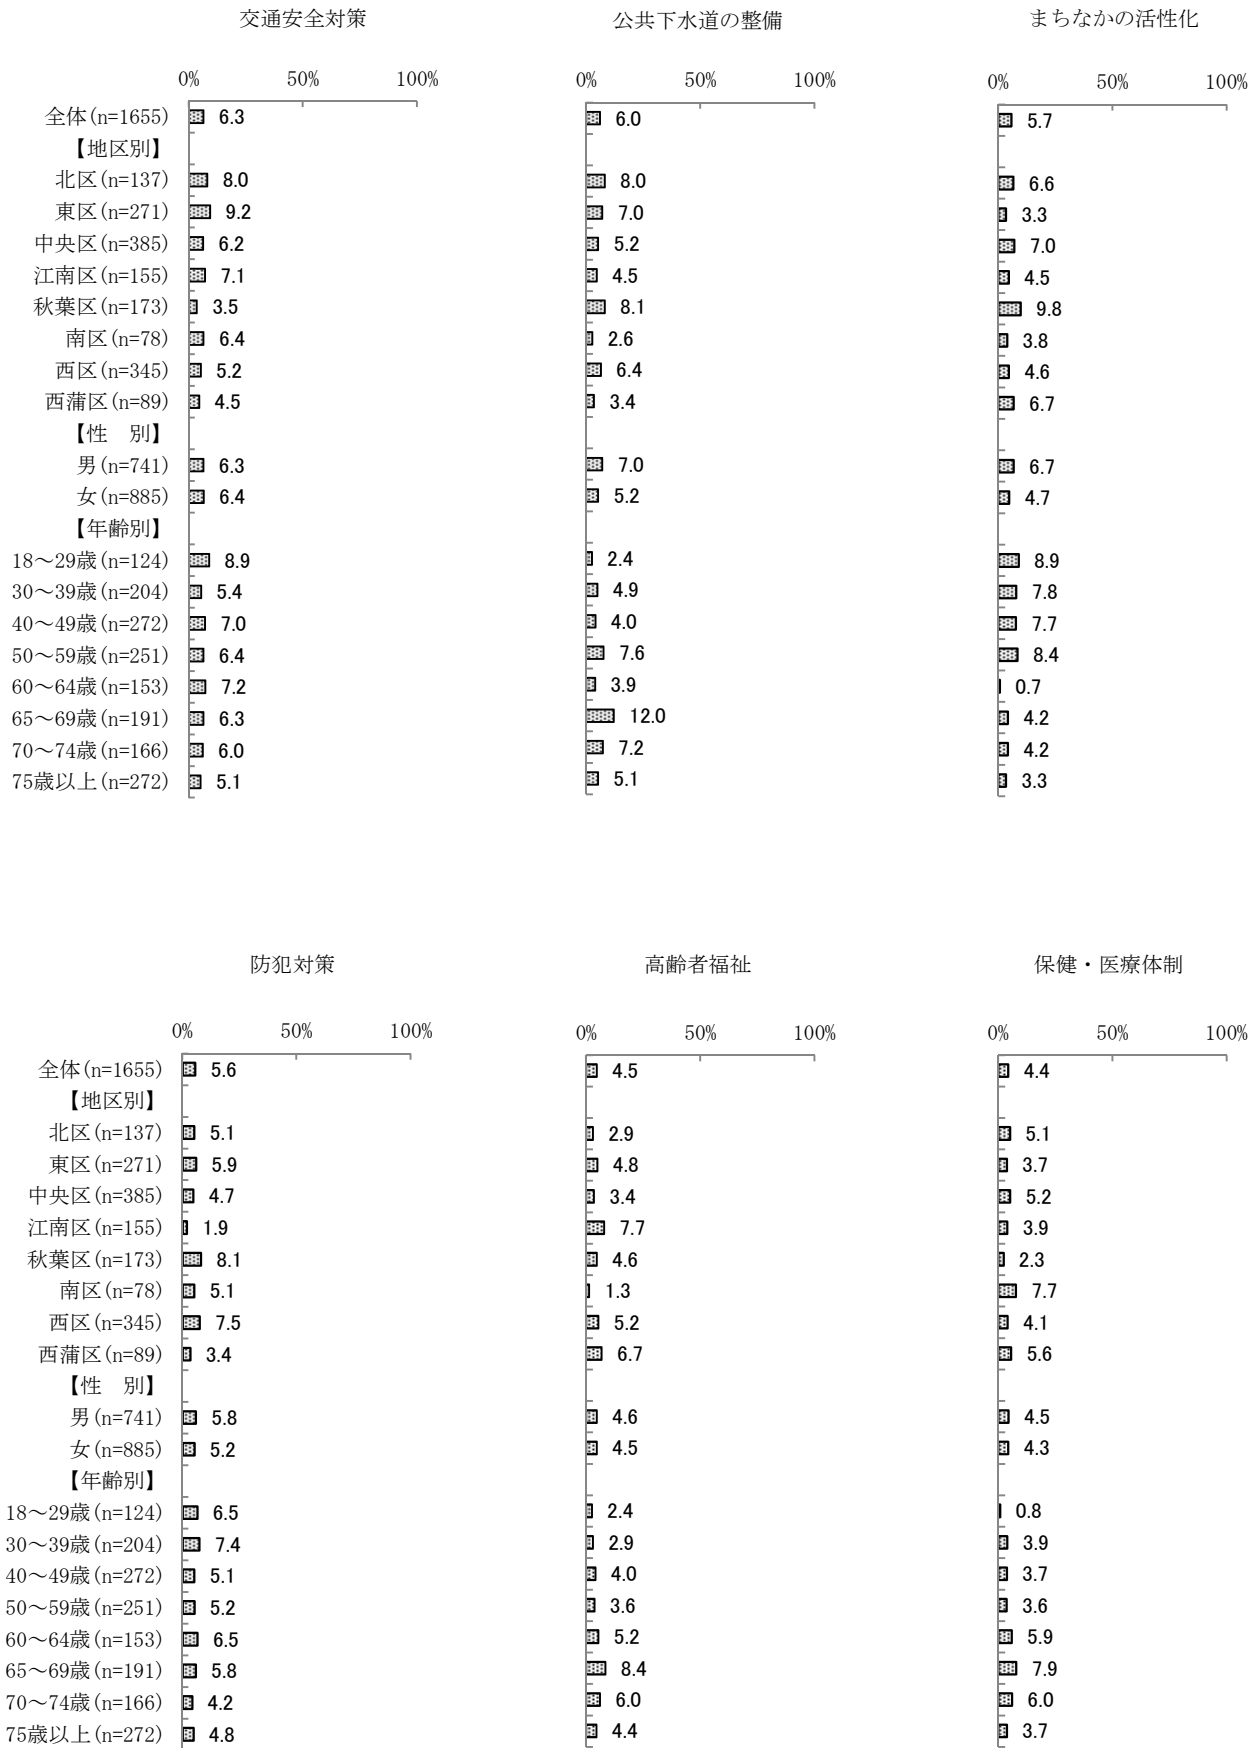 交通安全対策
0% 50% 100%
全体(n=1655) 6.3
【地区別】
北区(n=137) 8.0
東区(n=271) 9.2
中央区(n=385) 6.2
江南区(n=155) 7.1
秋葉区(n=173) 3.5
南区(n=78) 6.4
西区(n=345) 5.2
西蒲区(n=89) 4.5
【性　別】
男(n=741) 6.3
女(n=885) 6.4
【年齢別】
18～29歳(n=124) 8.9
30～39歳(n=204) 5.4
40～49歳(n=272) 7.0
50～59歳(n=251) 6.4
60～64歳(n=153) 7.2
65～69歳(n=191) 6.3
70～74歳(n=166) 6.0
75歳以上(n=272) 5.1
公共下水道の整備
0% 50% 100%
6.0
8.0
7.0
5.2
4.5
8.1
2.6
6.4
3.4
7.0
5.2
2.4
4.9
4.0
7.6
3.9
12.0
7.2
5.1
まちなかの活性化
0% 50% 100%
5.7
6.6
3.3
7.0
4.5
9.8
3.8
4.6
6.7
6.7
4.7
8.9
7.8
7.7
8.4
0.7
4.2
4.2
3.3
防犯対策
0% 50% 100%
全体(n=1655) 5.6
【地区別】
北区(n=137) 5.1
東区(n=271) 5.9
中央区(n=385) 4.7
江南区(n=155) 1.9
秋葉区(n=173) 8.1
南区(n=78) 5.1
西区(n=345) 7.5
西蒲区(n=89) 3.4
【性　別】
男(n=741) 5.8
女(n=885) 5.2
【年齢別】
18～29歳(n=124) 6.5
30～39歳(n=204) 7.4
40～49歳(n=272) 5.1
50～59歳(n=251) 5.2
60～64歳(n=153) 6.5
65～69歳(n=191) 5.8
70～74歳(n=166) 4.2
75歳以上(n=272) 4.8
高齢者福祉
0% 50% 100%
4.5
2.9
4.8
3.4
7.7
4.6
1.3
5.2
6.7
4.6
4.5
2.4
2.9
4.0
3.6
5.2
8.4
6.0
4.4
保健・医療体制
0% 50% 100%
4.4
5.1
3.7
5.2
3.9
2.3
7.7
4.1
5.6
4.5
4.3
0.8
3.9
3.7
3.6
5.9
7.9
6.0
3.7